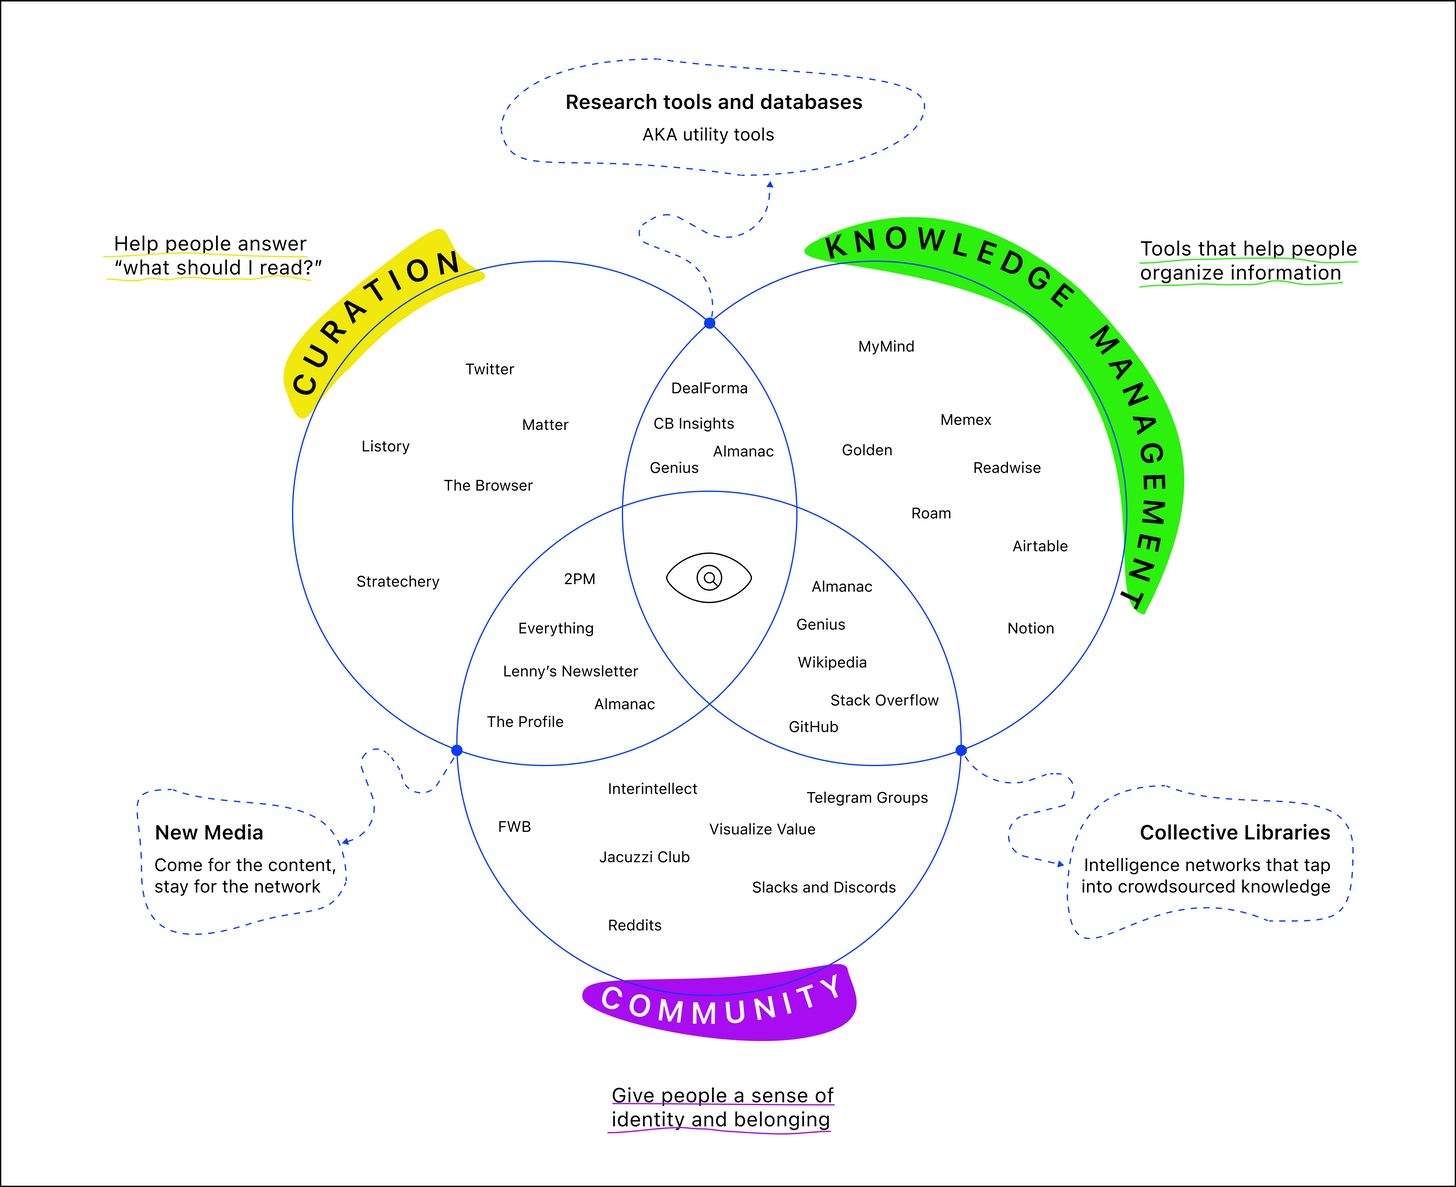 Research tools and databases
AKA utility tools
Help people answer
“what should I read?”
CURATION
KNOWLEDGE MANAGEMENT
Tools that help people
organize information
Twitter
Matter
Listory
The Browser
Stratechery
DealForma
CB Insights
Almanac
Genius
MyMind
Memex
Golden
Readwise
Roam
Airtable
Notion
2PM
Everything
Lenny’s Newsletter
Almanac
The Profile
Almanac
Genius
Wikipedia
Stack Overflow
GitHub
Interintellect
Telegram Groups
FWB
Visualize Value
Jacuzzi Club
Slacks and Discords
Reddits
New Media
Come for the content,
stay for the network
Collective Libraries
Intelligence networks that tap
into crowdsourced knowledge
COMMUNITY
Give people a sense of
identity and belonging